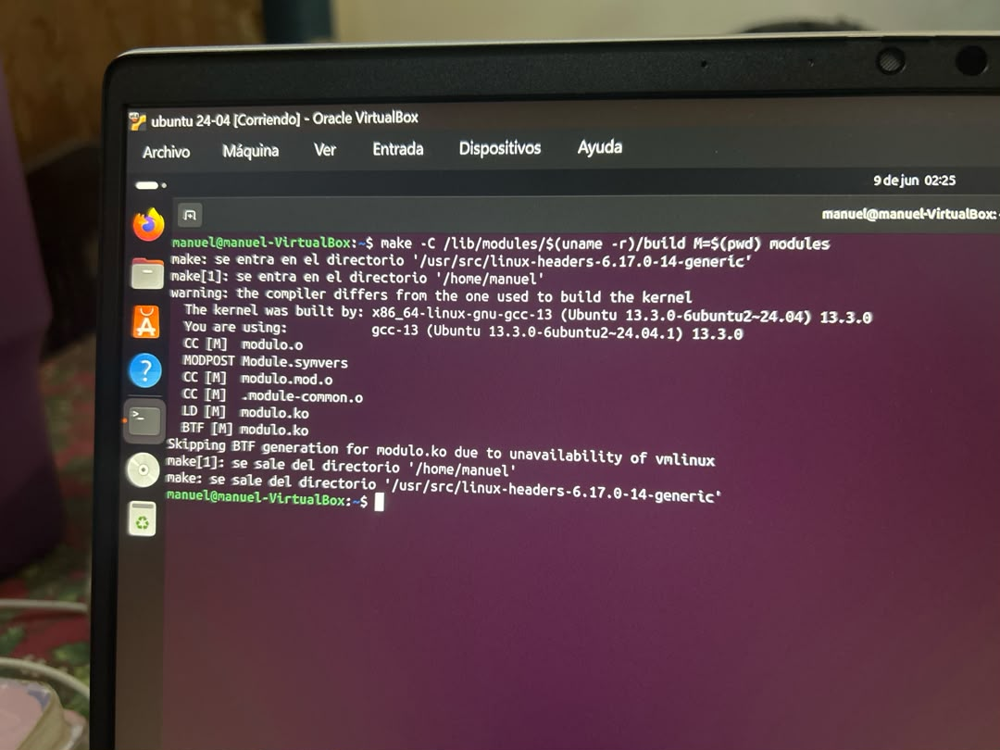 ubuntu 24-04 [Corriendo] - Oracle VirtualBox
Archivo Máquina Ver Entrada Dispositivos Ayuda
9 de jun 02:25
manuel@manuel-VirtualBox:
manuel@manuel-VirtualBox:~$ make -C /lib/modules/$(uname -r)/build M=$(pwd) modules
make: se entra en el directorio '/usr/src/linux-headers-6.17.0-14-generic'
make[1]: se entra en el directorio '/home/manuel'
warning: the compiler differs from the one used to build the kernel
The kernel was built by: x86_64-linux-gnu-gcc-13 (Ubuntu 13.3.0-6ubuntu2~24.04) 13.3.0
You are using: gcc-13 (Ubuntu 13.3.0-6ubuntu2~24.04.1) 13.3.0
CC [M] modulo.o
MODPOST Module.symvers
CC [M] modulo.mod.o
CC [M] .module-common.o
LD [M] modulo.ko
BTF [M] modulo.ko
Skipping BTF generation for modulo.ko due to unavailability of vmlinux
make[1]: se sale del directorio '/home/manuel'
make: se sale del directorio '/usr/src/linux-headers-6.17.0-14-generic'
manuel@manuel-VirtualBox:~$